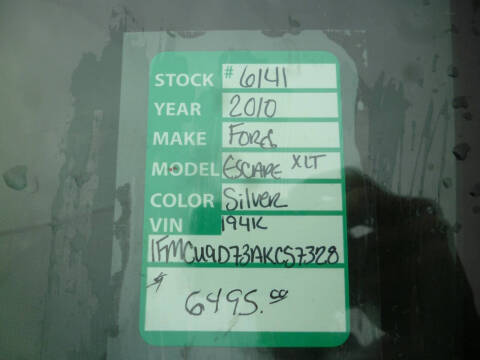 STOCK # 6141
YEAR 2010
MAKE Ford
MODEL ESCAPE XLT
COLOR Silver
VIN 194K
1FMCU9D73AKC57328
$ 6495.00